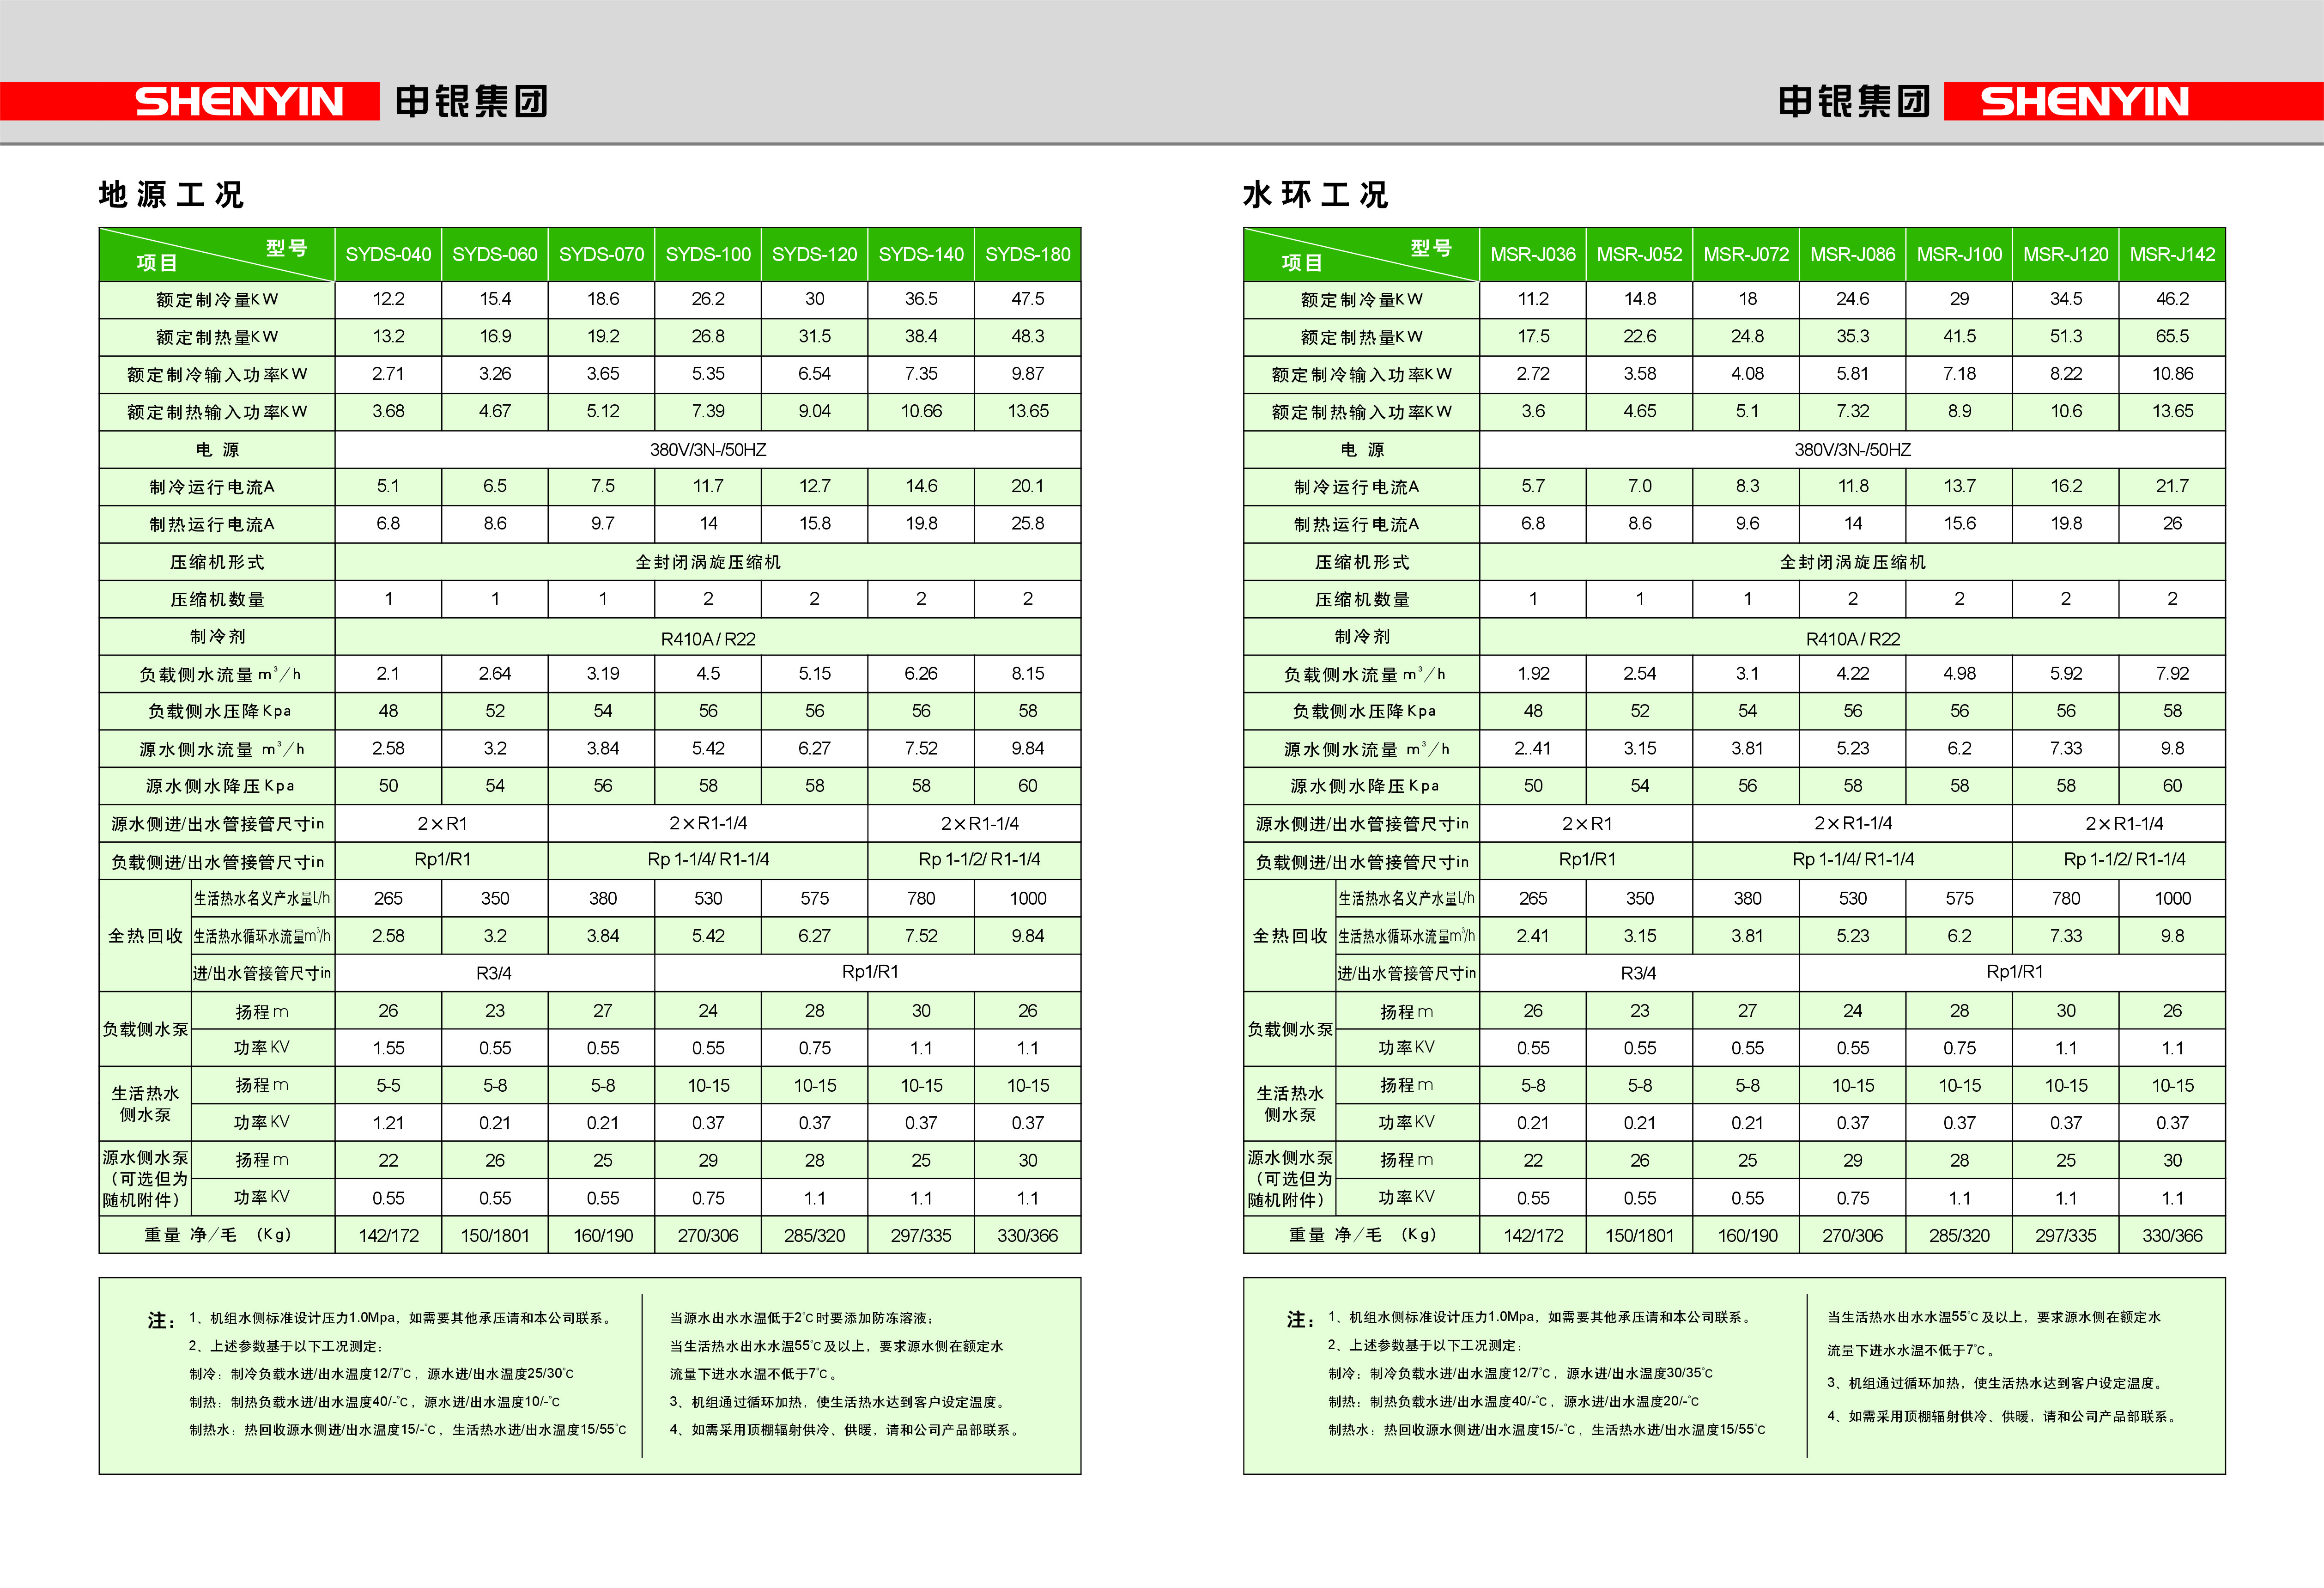 SHENYIN 申银集团
申银集团 SHENYIN
地源工况
型号 项目 SYDS-040 SYDS-060 SYDS-070 SYDS-100 SYDS-120 SYDS-140 SYDS-180
额定制冷量KW 12.2 15.4 18.6 26.2 30 36.5 47.5
额定制热量KW 13.2 16.9 19.2 26.8 31.5 38.4 48.3
额定制冷输入功率KW 2.71 3.26 3.65 5.35 6.54 7.35 9.87
额定制热输入功率KW 3.68 4.67 5.12 7.39 9.04 10.66 13.65
电 源 380V/3N-/50HZ
制冷运行电流A 5.1 6.5 7.5 11.7 12.7 14.6 20.1
制热运行电流A 6.8 8.6 9.7 14 15.8 19.8 25.8
压缩机形式 全封闭涡旋压缩机
压缩机数量 1 1 1 2 2 2 2
制冷剂 R410A / R22
负载侧水流量 m³/h 2.1 2.64 3.19 4.5 5.15 6.26 8.15
负载侧水压降 Kpa 48 52 54 56 56 56 58
源水侧水流量 m³/h 2.58 3.2 3.84 5.42 6.27 7.52 9.84
源水侧水降压 Kpa 50 54 56 58 58 58 60
源水侧进/出水管接管尺寸in 2×R1 2×R1-1/4 2×R1-1/4
负载侧进/出水管接管尺寸in Rp1/R1 Rp 1-1/4/ R1-1/4 Rp 1-1/2/ R1-1/4
全热回收
生活热水名义产水量L/h 265 350 380 530 575 780 1000
生活热水循环水流量m³/h 2.58 3.2 3.84 5.42 6.27 7.52 9.84
进/出水管接管尺寸in R3/4 Rp1/R1
负载侧水泵
扬程m 26 23 27 24 28 30 26
功率KV 1.55 0.55 0.55 0.55 0.75 1.1 1.1
生活热水
侧水泵
扬程m 5-5 5-8 5-8 10-15 10-15 10-15 10-15
功率KV 1.21 0.21 0.21 0.37 0.37 0.37 0.37
源水侧水泵
（可选但为
随机附件）
扬程m 22 26 25 29 28 25 30
功率KV 0.55 0.55 0.55 0.75 1.1 1.1 1.1
重量 净/毛 （Kg） 142/172 150/1801 160/190 270/306 285/320 297/335 330/366
注：1、机组水侧标准设计压力1.0Mpa，如需要其他承压请和本公司联系。
2、上述参数基于以下工况测定：
制冷：制冷负载水进/出水温度12/7℃，源水进/出水温度25/30℃
制热：制热负载水进/出水温度40/-℃，源水进/出水温度10/-℃
制热水：热回收源水侧进/出水温度15/-℃，生活热水进/出水温度15/55℃
当源水出水水温低于2℃时要添加防冻溶液；
当生活热水出水水温55℃及以上，要求源水侧在额定水
流量下进水水温不低于7℃。
3、机组通过循环加热，使生活热水达到客户设定温度。
4、如需采用顶棚辐射供冷、供暖，请和公司产品部联系。
水环工况
型号 项目 MSR-J036 MSR-J052 MSR-J072 MSR-J086 MSR-J100 MSR-J120 MSR-J142
额定制冷量KW 11.2 14.8 18 24.6 29 34.5 46.2
额定制热量KW 17.5 22.6 24.8 35.3 41.5 51.3 65.5
额定制冷输入功率KW 2.72 3.58 4.08 5.81 7.18 8.22 10.86
额定制热输入功率KW 3.6 4.65 5.1 7.32 8.9 10.6 13.65
电 源 380V/3N-/50HZ
制冷运行电流A 5.7 7.0 8.3 11.8 13.7 16.2 21.7
制热运行电流A 6.8 8.6 9.6 14 15.6 19.8 26
压缩机形式 全封闭涡旋压缩机
压缩机数量 1 1 1 2 2 2 2
制冷剂 R410A / R22
负载侧水流量 m³/h 1.92 2.54 3.1 4.22 4.98 5.92 7.92
负载侧水压降 Kpa 48 52 54 56 56 56 58
源水侧水流量 m³/h 2..41 3.15 3.81 5.23 6.2 7.33 9.8
源水侧水降压 Kpa 50 54 56 58 58 58 60
源水侧进/出水管接管尺寸in 2×R1 2×R1-1/4 2×R1-1/4
负载侧进/出水管接管尺寸in Rp1/R1 Rp 1-1/4/ R1-1/4 Rp 1-1/2/ R1-1/4
全热回收
生活热水名义产水量L/h 265 350 380 530 575 780 1000
生活热水循环水流量m³/h 2.41 3.15 3.81 5.23 6.2 7.33 9.8
进/出水管接管尺寸in R3/4 Rp1/R1
负载侧水泵
扬程m 26 23 27 24 28 30 26
功率KV 0.55 0.55 0.55 0.55 0.75 1.1 1.1
生活热水
侧水泵
扬程m 5-8 5-8 5-8 10-15 10-15 10-15 10-15
功率KV 0.21 0.21 0.21 0.37 0.37 0.37 0.37
源水侧水泵
（可选但为
随机附件）
扬程m 22 26 25 29 28 25 30
功率KV 0.55 0.55 0.55 0.75 1.1 1.1 1.1
重量 净/毛 （Kg） 142/172 150/1801 160/190 270/306 285/320 297/335 330/366
注：1、机组水侧标准设计压力1.0Mpa，如需要其他承压请和本公司联系。
2、上述参数基于以下工况测定：
制冷：制冷负载水进/出水温度12/7℃，源水进/出水温度30/35℃
制热：制热负载水进/出水温度40/-℃，源水进/出水温度20/-℃
制热水：热回收源水侧进/出水温度15/-℃，生活热水进/出水温度15/55℃
当生活热水出水水温55℃及以上，要求源水侧在额定水
流量下进水水温不低于7℃。
3、机组通过循环加热，使生活热水达到客户设定温度。
4、如需采用顶棚辐射供冷、供暖，请和公司产品部联系。